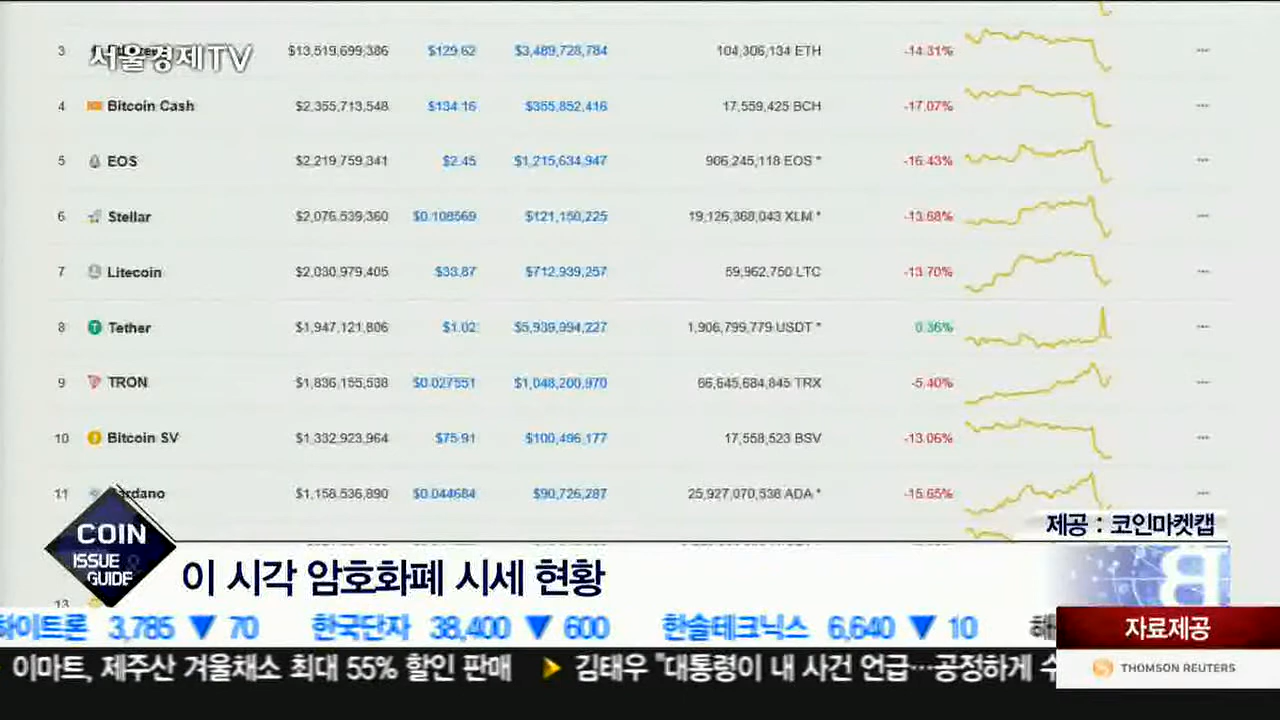 서울경제TV
3 $13,519,699,386 $129.62 $3,489,728,784 104,306,134 ETH -14.31% ...
4 Bitcoin Cash $2,355,713,548 $134.16 $355,852,416 17,559,425 BCH -17.07% ...
5 EOS $2,219,759,341 $2.45 $1,215,634,947 906,245,118 EOS * -16.43% ...
6 Stellar $2,076,539,360 $0.108569 $121,150,225 19,126,368,043 XLM * -13.68% ...
7 Litecoin $2,030,979,405 $33.87 $712,939,257 59,962,750 LTC -13.70% ...
8 Tether $1,947,121,806 $1.02 $5,939,994,227 1,906,799,779 USDT * 0.36% ...
9 TRON $1,836,155,538 $0.027551 $1,048,200,970 66,645,684,845 TRX -5.40% ...
10 Bitcoin SV $1,332,923,964 $75.91 $100,496,177 17,558,523 BSV -13.06% ...
11 Cardano $1,158,536,890 $0.044684 $90,726,287 25,927,070,538 ADA * -15.65% ...
제공 : 코인마켓캡
COIN
ISSUE
GUIDE
이 시각 암호화폐 시세 현황
13
하이트론 3,785 ▼ 70 한국단자 38,400 ▼ 600 한솔테크닉스 6,640 ▼ 10
자료제공
이마트, 제주산 겨울채소 최대 55% 할인 판매 ▶ 김태우 "대통령이 내 사건 언급…공정하게 수
THOMSON REUTERS